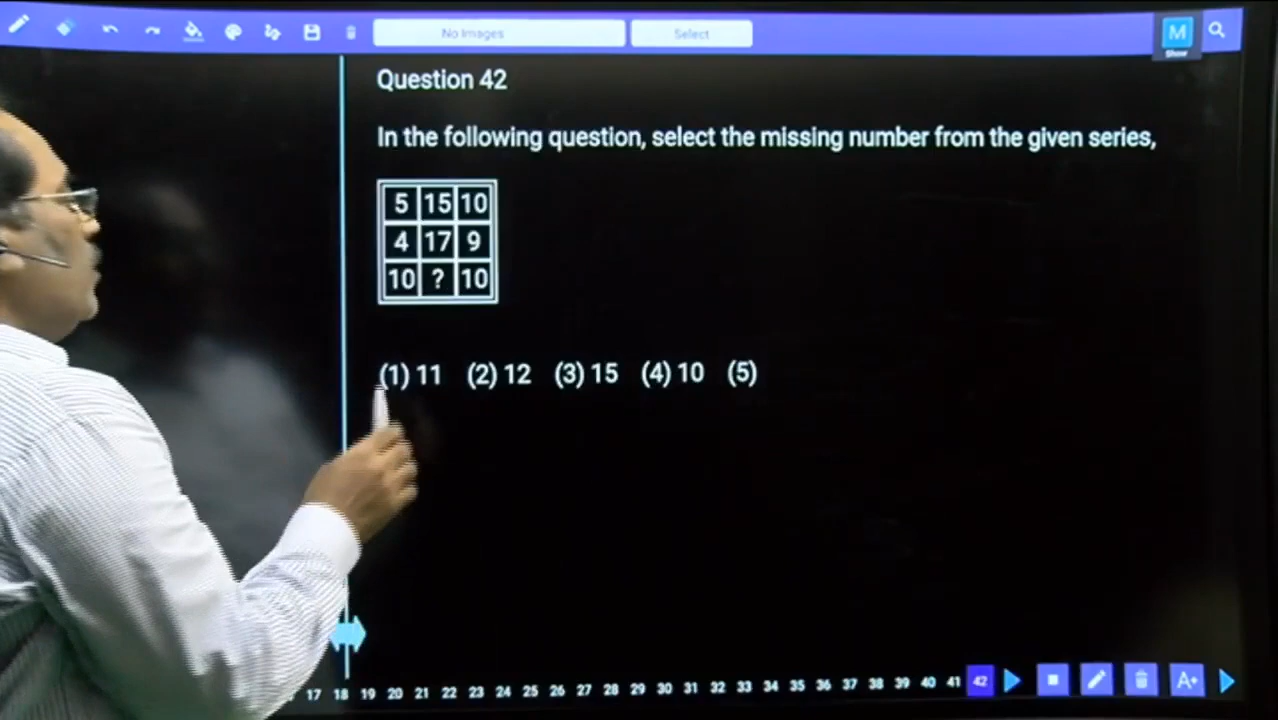 No Images
Select
M
Show
Question 42
In the following question, select the missing number from the given series,
5 15 10
4 17 9
10 ? 10
(1) 11 (2) 12 (3) 15 (4) 10 (5)
17 18 19 20 21 22 23 24 25 26 27 28 29 30 31 32 33 34 35 36 37 38 39 40 41 42
A+